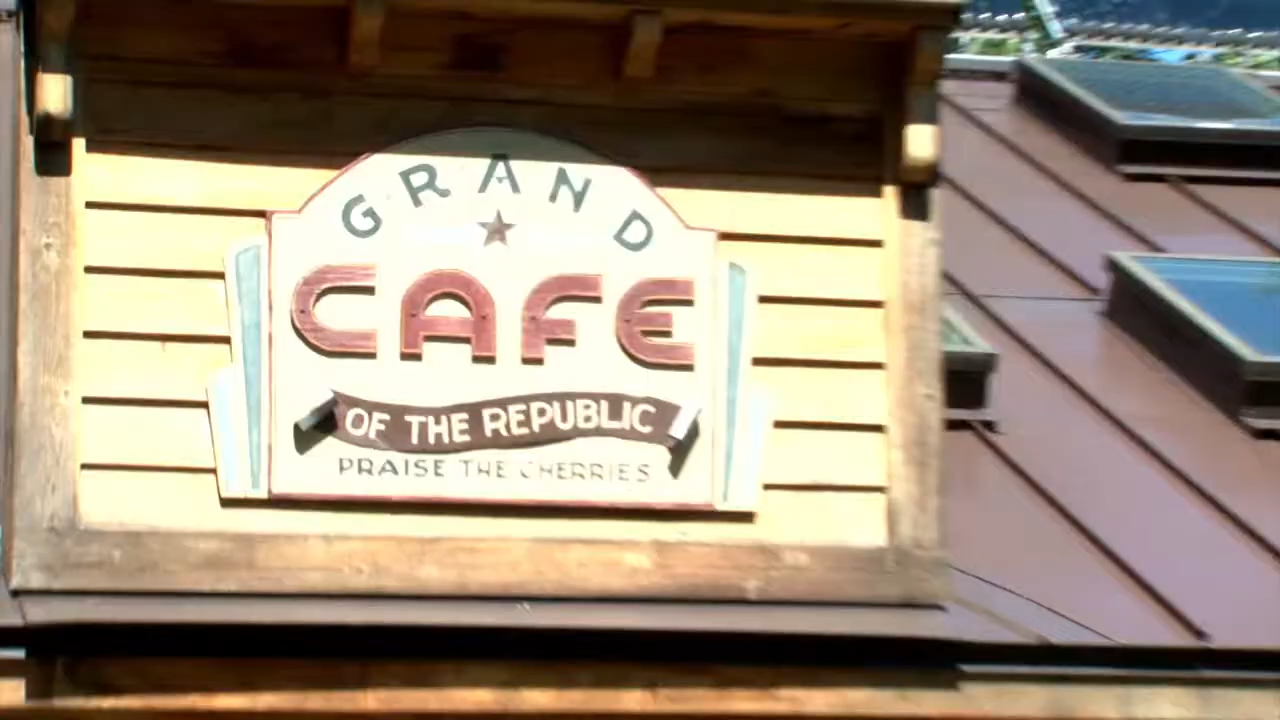 GRAND
CAFE
OF THE REPUBLIC
PRAISE THE CHERRIES